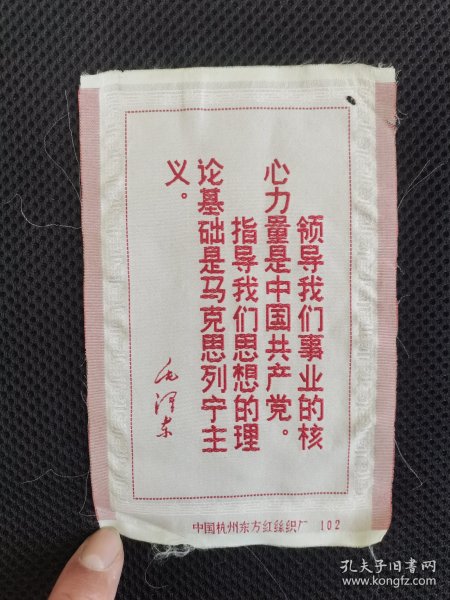 领导我们事业的核
心力量是中国共产党。
指导我们思想的理
论基础是马克思列宁主
义。
毛泽东
中国杭州东方红丝织厂 102
孔夫子旧书网
www.kongfz.com